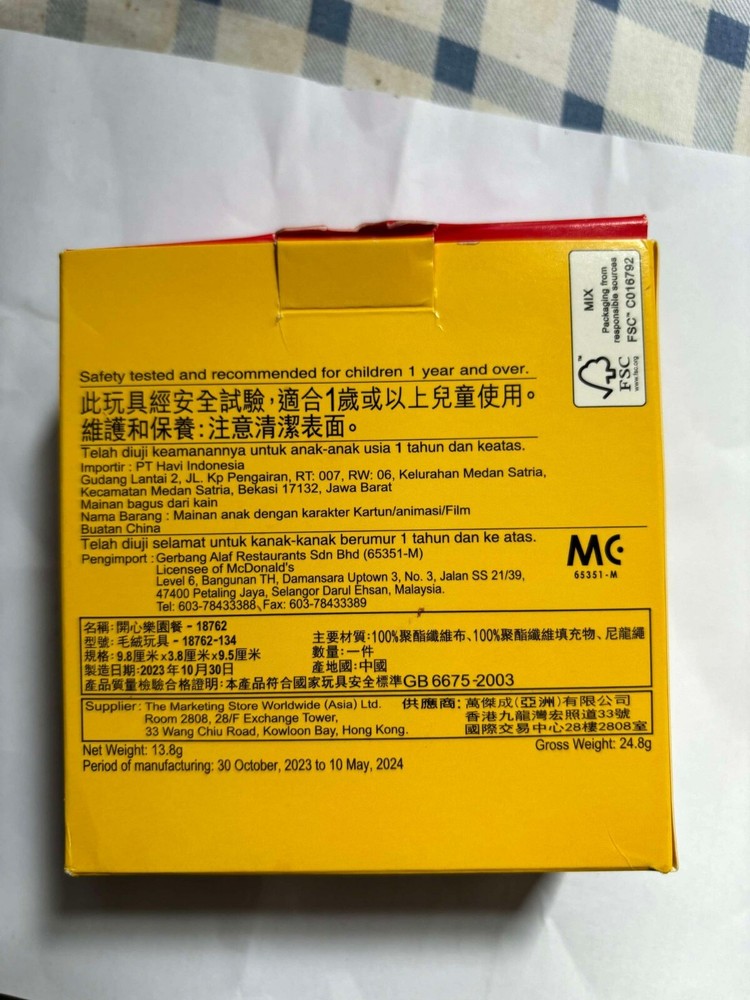 MIX
Packaging from
responsible sources
FSC™ C016792
FSC
www.fsc.org
Safety tested and recommended for children 1 year and over.
此玩具經安全試驗，適合1歲或以上兒童使用。
維護和保養：注意清潔表面。
Telah diuji keamanannya untuk anak-anak usia 1 tahun dan keatas.
Importir : PT Havi Indonesia
Gudang Lantai 2, JL. Kp Pengairan, RT: 007, RW: 06, Kelurahan Medan Satria,
Kecamatan Medan Satria, Bekasi 17132, Jawa Barat
Mainan bagus dari kain
Nama Barang : Mainan anak dengan karakter Kartun/animasi/Film
Buatan China
Telah diuji selamat untuk kanak-kanak berumur 1 tahun dan ke atas.
Pengimport : Gerbang Alaf Restaurants Sdn Bhd (65351-M)
Licensee of McDonald's
Level 6, Bangunan TH, Damansara Uptown 3, No. 3, Jalan SS 21/39,
47400 Petaling Jaya, Selangor Darul Ehsan, Malaysia.
Tel: 603-78433388, Fax: 603-78433389
MC
65351-M
名稱：開心樂園餐 - 18762
型號：毛絨玩具 - 18762-134
規格：9.8厘米x3.8厘米x9.5厘米
製造日期：2023年10月30日
主要材質：100%聚酯纖維布、100%聚酯纖維填充物、尼龍繩
數量：一件
產地國：中國
產品質量檢驗合格證明：本產品符合國家玩具安全標準GB 6675-2003
Supplier : The Marketing Store Worldwide (Asia) Ltd.
Room 2808, 28/F Exchange Tower,
33 Wang Chiu Road, Kowloon Bay, Hong Kong.
供應商：萬傑成(亞洲)有限公司
香港九龍灣宏照道33號
國際交易中心28樓2808室
Net Weight: 13.8g
Gross Weight: 24.8g
Period of manufacturing: 30 October, 2023 to 10 May, 2024